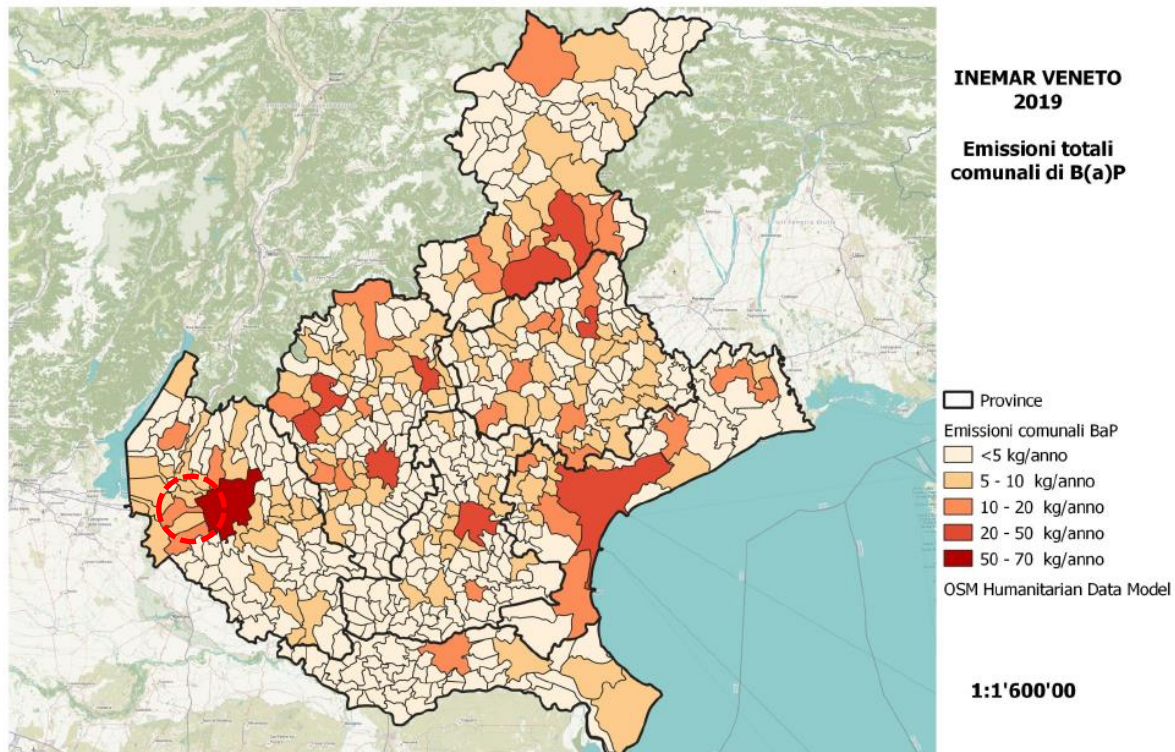 INEMAR VENETO
2019
Emissioni totali
comunali di B(a)P
Province
Emissioni comunali BaP
<5 kg/anno
5 - 10 kg/anno
10 - 20 kg/anno
20 - 50 kg/anno
50 - 70 kg/anno
OSM Humanitarian Data Model
1:1'600'00